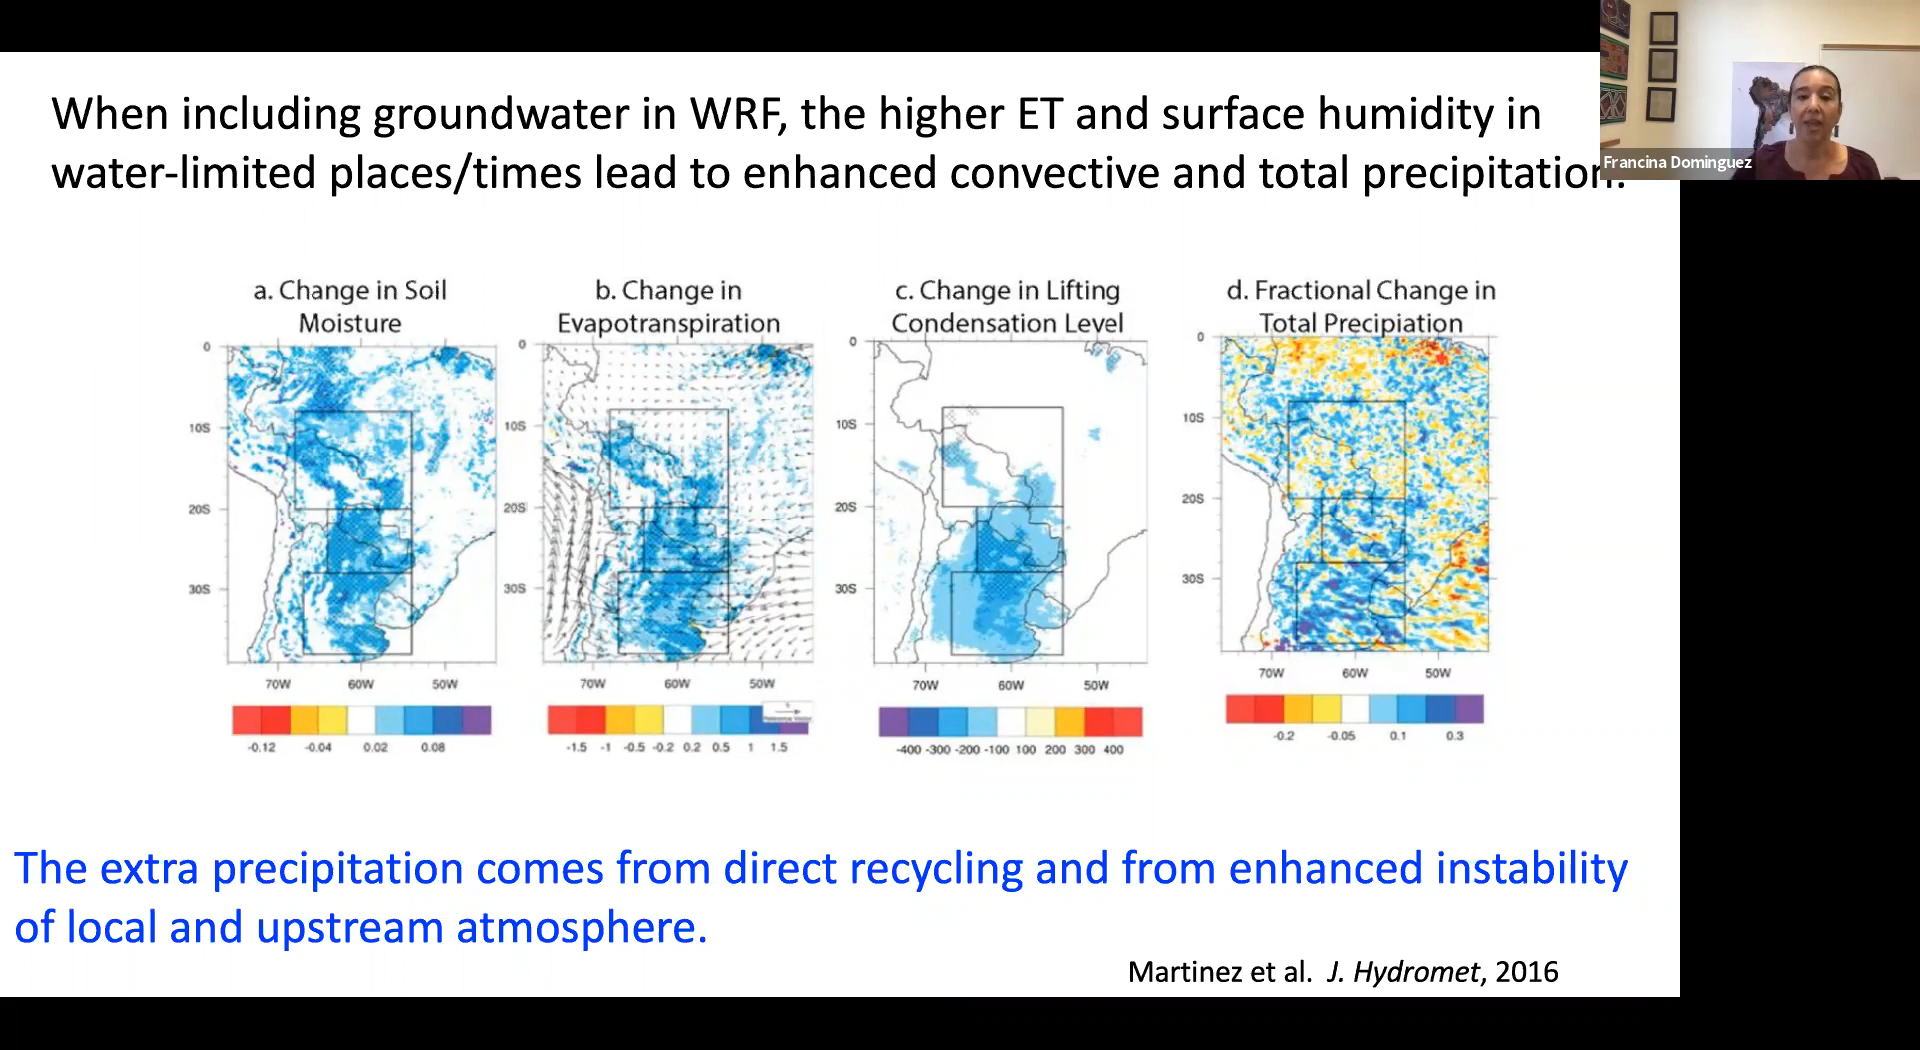 When including groundwater in WRF, the higher ET and surface humidity in
water-limited places/times lead to enhanced convective and total precipitation.
Francina Dominguez
a. Change in Soil
Moisture
0
10S
20S
30S
70W 60W 50W
-0.12 -0.04 0.02 0.08
b. Change in
Evapotranspiration
0
10S
20S
30S
70W 60W 50W
-1.5 -1 -0.5 -0.2 0.2 0.5 1 1.5
c. Change in Lifting
Condensation Level
0
10S
20S
30S
70W 60W 50W
-400 -300 -200 -100 100 200 300 400
d. Fractional Change in
Total Precipiation
0
10S
20S
30S
70W 60W 50W
-0.2 -0.05 0.1 0.3
The extra precipitation comes from direct recycling and from enhanced instability
of local and upstream atmosphere.
Martinez et al. J. Hydromet, 2016